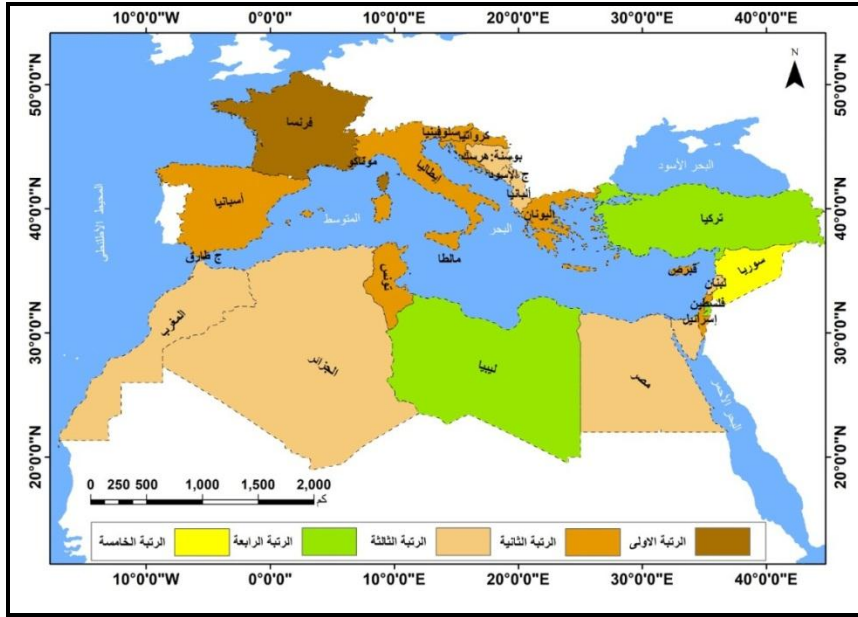 N
50°0'0"N
50°0'0"N
فرنسا
سلوفينيا
كرواتيا
بوسنة: هرسك
موناكو
إيطاليا
ج الأسود
ألبانيا
البحر الأسود
المحيط الأطلنطي
أسبانيا
40°0'0"N
40°0'0"N
المتوسط
البحر
اليونان
تركيا
ج طارق
مالطا
قبرص
سوريا
تونس
لبنان
فلسطين
إسرائيل
30°0'0"N
30°0'0"N
المغرب
الجزائر
ليبيا
مصر
البحر الأحمر
20°0'0"N
20°0'0"N
0 250 500 1,000 1,500 2,000
كم
الرتبة الاولى الرتبة الثانية الرتبة الثالثة الرتبة الرابعة الرتبة الخامسة
10°0'0"W 0°0'0" 10°0'0"E 20°0'0"E 30°0'0"E 40°0'0"E
10°0'0"W 0°0'0" 10°0'0"E 20°0'0"E 30°0'0"E 40°0'0"E